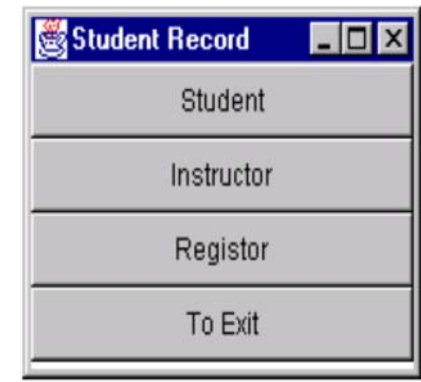 Student Record
Student
Instructor
Registor
To Exit